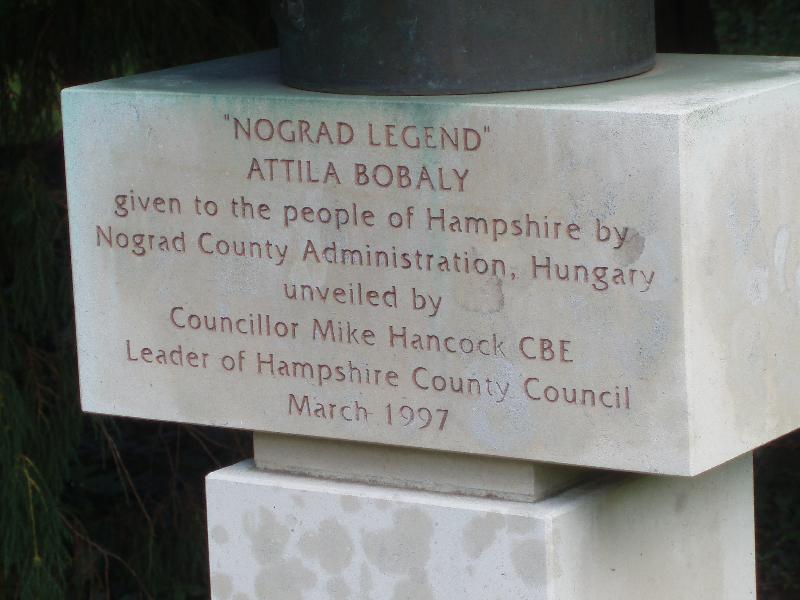 "NOGRAD LEGEND"
ATTILA BOBALY
given to the people of Hampshire by
Nograd County Administration, Hungary
unveiled by
Councillor Mike Hancock CBE
Leader of Hampshire County Council
March 1997